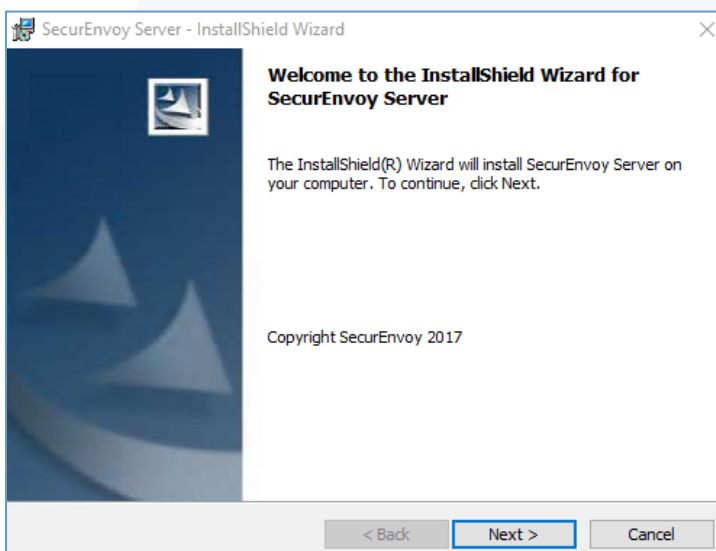 SecurEnvoy Server - InstallShield Wizard
Welcome to the InstallShield Wizard for
SecurEnvoy Server
The InstallShield(R) Wizard will install SecurEnvoy Server on
your computer. To continue, click Next.
Copyright SecurEnvoy 2017
< Back Next > Cancel